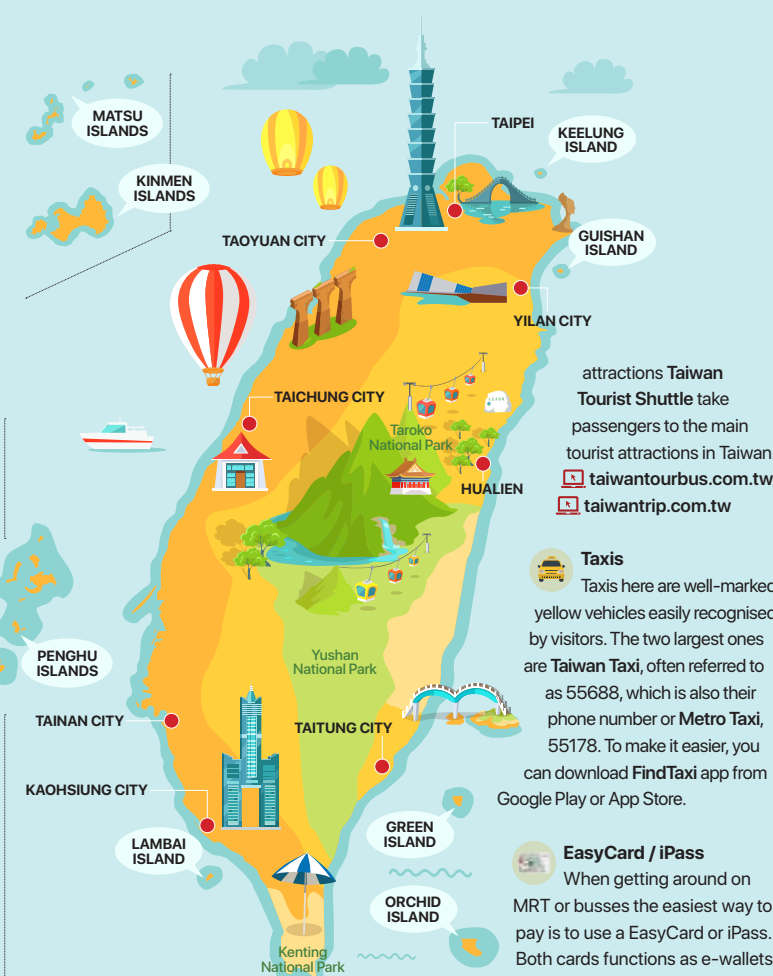 MATSU
ISLANDS
KINMEN
ISLANDS
TAIPEI
KEELUNG
ISLAND
TAOYUAN CITY
GUISHAN
ISLAND
YILAN CITY
TAICHUNG CITY
Taroko
National Park
HUALIEN
PENGHU
ISLANDS
Yushan
National Park
TAINAN CITY
TAITUNG CITY
KAOHSIUNG CITY
LAMBAI
ISLAND
GREEN
ISLAND
ORCHID
ISLAND
Kenting
National Park
attractions Taiwan
Tourist Shuttle take
passengers to the main
tourist attractions in Taiwan
taiwantourbus.com.tw
taiwantrip.com.tw
Taxis
Taxis here are well-marked
yellow vehicles easily recognised
by visitors. The two largest ones
are Taiwan Taxi, often referred to
as 55688, which is also their
phone number or Metro Taxi,
55178. To make it easier, you
can download FindTaxi app from
Google Play or App Store.
EasyCard / iPass
When getting around on
MRT or busses the easiest way to
pay is to use a EasyCard or iPass.
Both cards functions as e-wallets